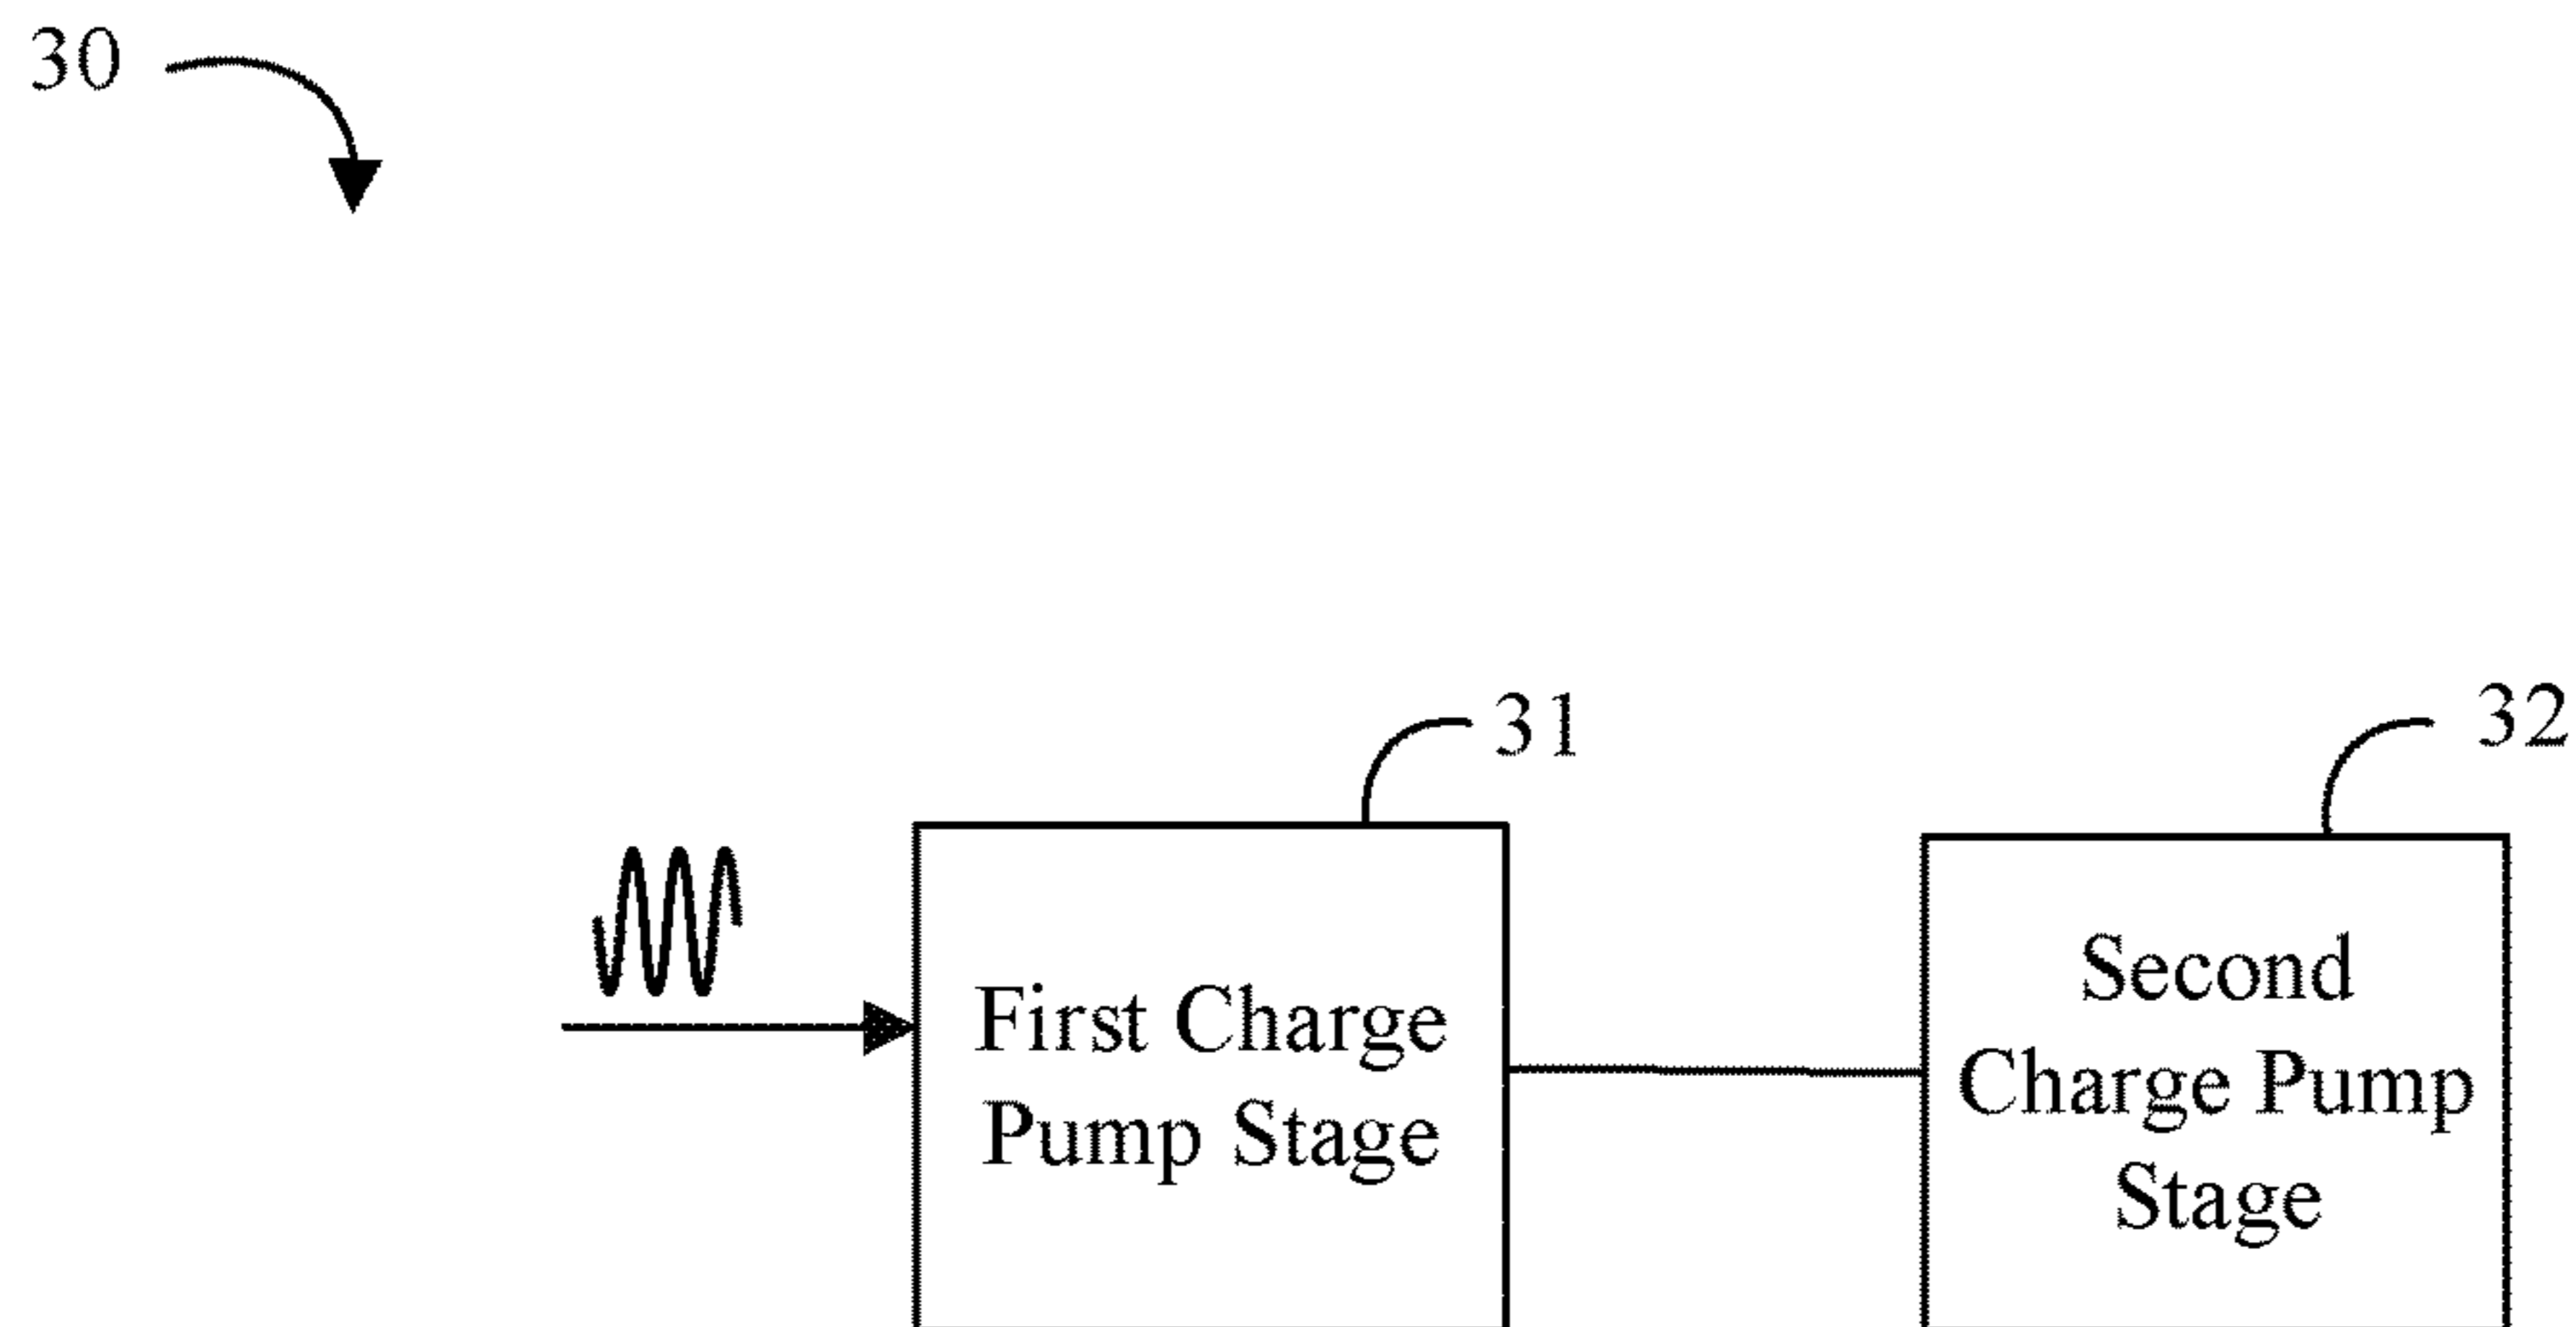 30
31
32
First Charge
Pump Stage
Second
Charge Pump
Stage